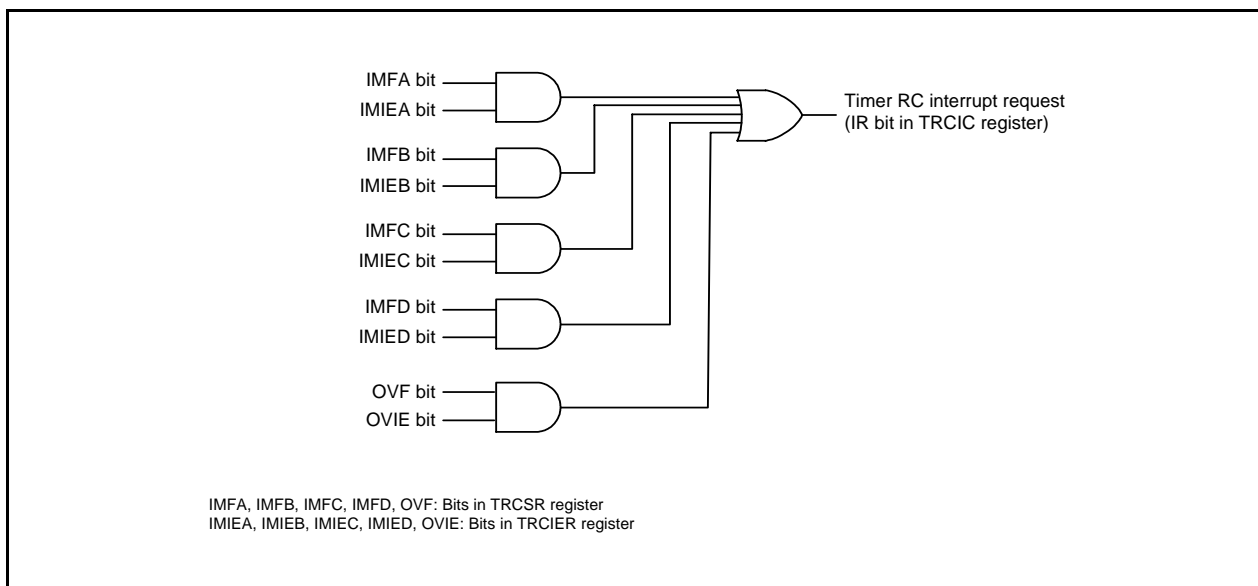 IMFA bit
IMIEA bit
Timer RC interrupt request
(IR bit in TRCIC register)
IMFB bit
IMIEB bit
IMFC bit
IMIEC bit
IMFD bit
IMIED bit
OVF bit
OVIE bit
IMFA, IMFB, IMFC, IMFD, OVF: Bits in TRCSR register
IMIEA, IMIEB, IMIEC, IMIED, OVIE: Bits in TRCIER register